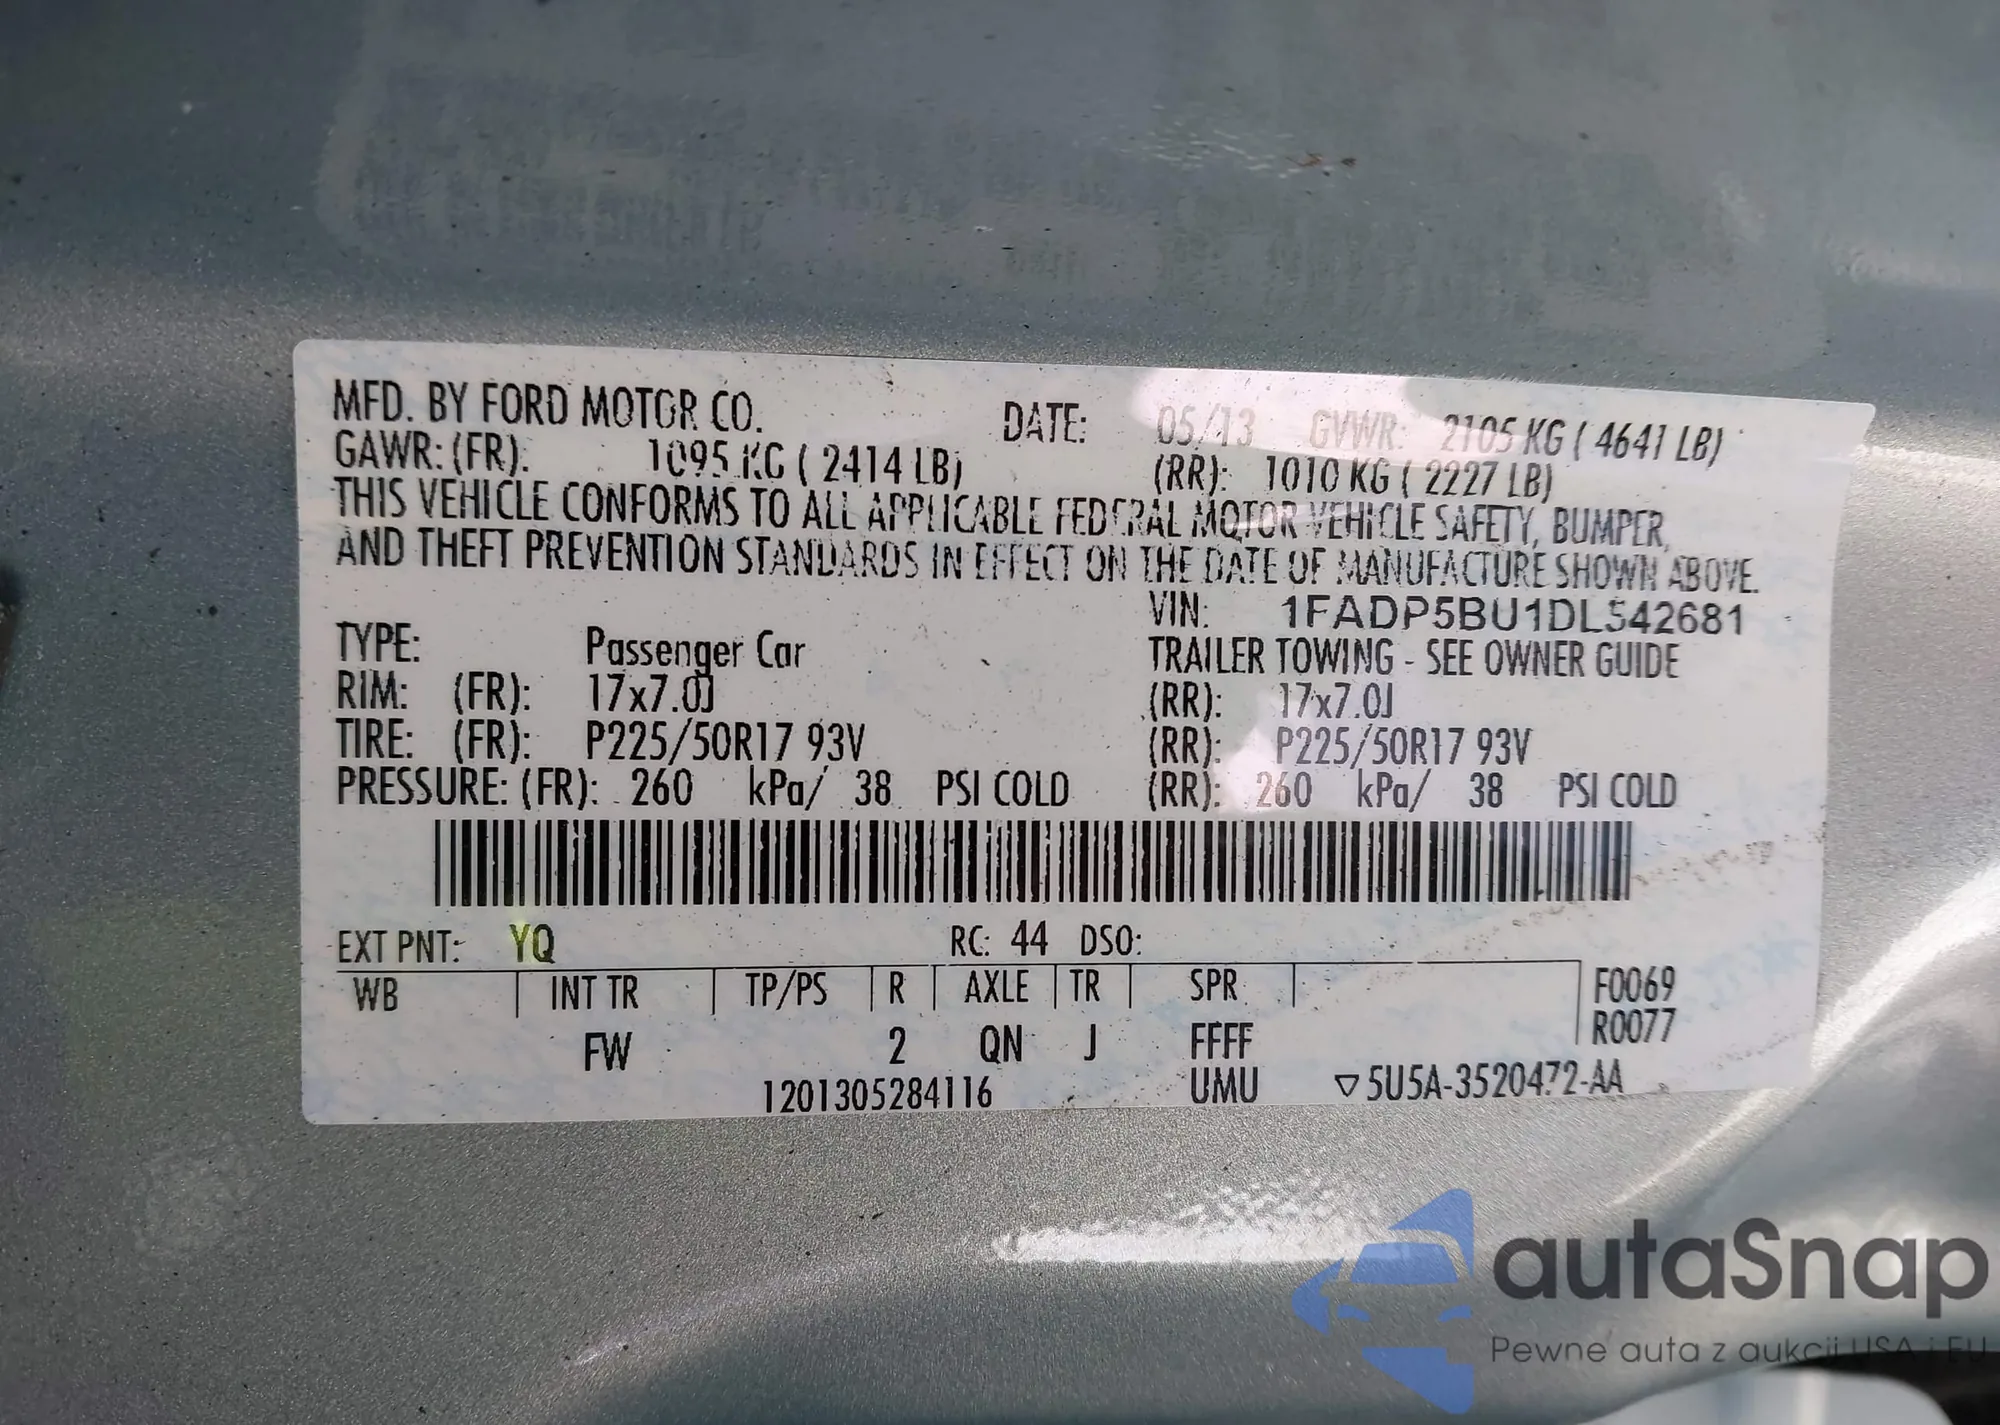 MFD. BY FORD MOTOR CO. DATE: 05/13 GVWR: 2105 KG ( 4641 LB)
GAWR: (FR): 1095 KG ( 2414 LB) (RR): 1010 KG ( 2227 LB)
THIS VEHICLE CONFORMS TO ALL APPLICABLE FEDERAL MOTOR VEHICLE SAFETY, BUMPER,
AND THEFT PREVENTION STANDARDS IN EFFECT ON THE DATE OF MANUFACTURE SHOWN ABOVE.
VIN: 1FADP5BU1DL542681
TYPE: Passenger Car TRAILER TOWING - SEE OWNER GUIDE
RIM: (FR): 17x7.0J (RR): 17x7.0J
TIRE: (FR): P225/50R17 93V (RR): P225/50R17 93V
PRESSURE: (FR): 260 kPa/ 38 PSI COLD (RR): 260 kPa/ 38 PSI COLD
EXT PNT: YQ RC: 44 DSO:
WB INT TR TP/PS R AXLE TR SPR F0069
R0077
FW 2 QN J FFFF
1201305284116 UMU ▽5U5A-3520472-AA
autaSnap
Pewne auta z aukcji USA i EU